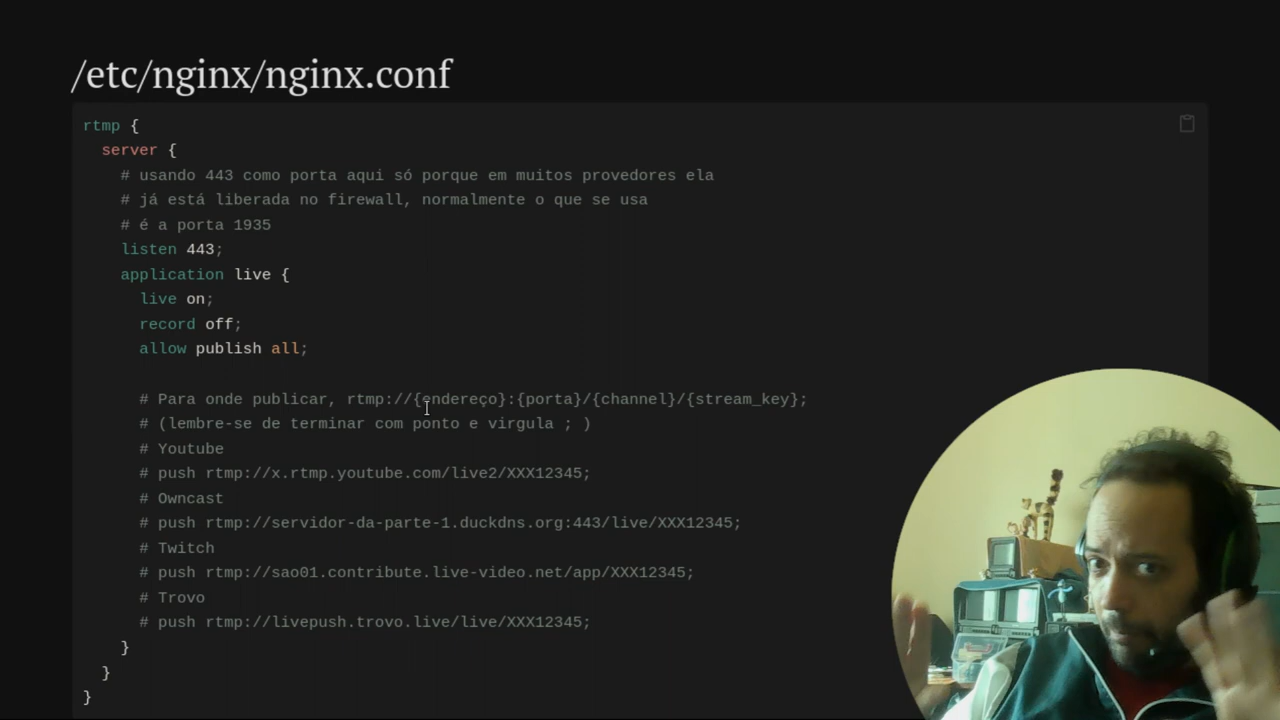 /etc/nginx/nginx.conf
rtmp {
server {
# usando 443 como porta aqui só porque em muitos provedores ela
# já está liberada no firewall, normalmente o que se usa
# é a porta 1935
listen 443;
application live {
live on;
record off;
allow publish all;
# Para onde publicar, rtmp://{endereço}:{porta}/{channel}/{stream_key};
# (lembre-se de terminar com ponto e virgula ; )
# Youtube
# push rtmp://x.rtmp.youtube.com/live2/XXX12345;
# Owncast
# push rtmp://servidor-da-parte-1.duckdns.org:443/live/XXX12345;
# Twitch
# push rtmp://sao01.contribute.live-video.net/app/XXX12345;
# Trovo
# push rtmp://livepush.trovo.live/live/XXX12345;
}
}
}